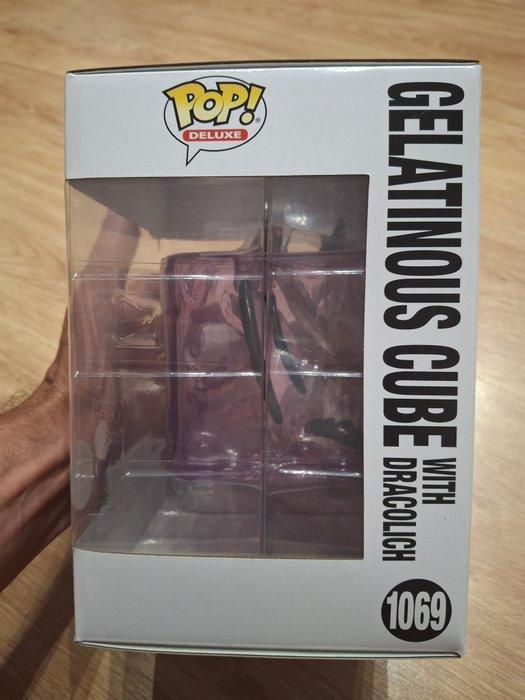 POP!
DELUXE
GELATINOUS CUBE
WITH
DRACOLICH
1069